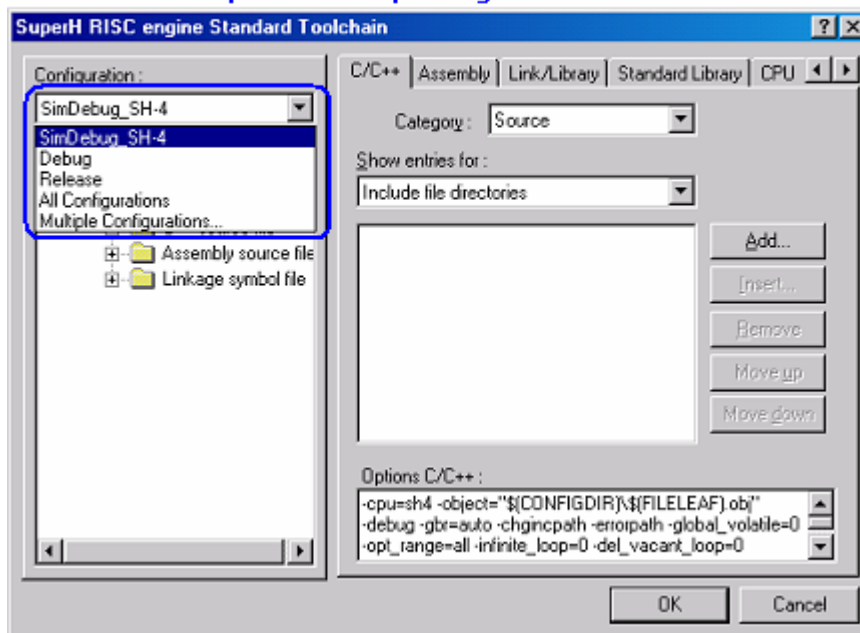 SuperH RISC engine Standard Toolchain
Configuration :
SimDebug_SH-4
SimDebug_SH-4
Debug
Release
All Configurations
Multiple Configurations...
Assembly source file
Linkage symbol file
C/C++ Assembly Link/Library Standard Library CPU
Category : Source
Show entries for :
Include file directories
Add...
Insert...
Remove
Move up
Move down
Options C/C++ :
-cpu=sh4 -object="$(CONFIGDIR)\$(FILELEAF).obj"
-debug -gbr=auto -chgincpath -errorpath -global_volatile=0
-opt_range=all -infinite_loop=0 -del_vacant_loop=0
OK Cancel